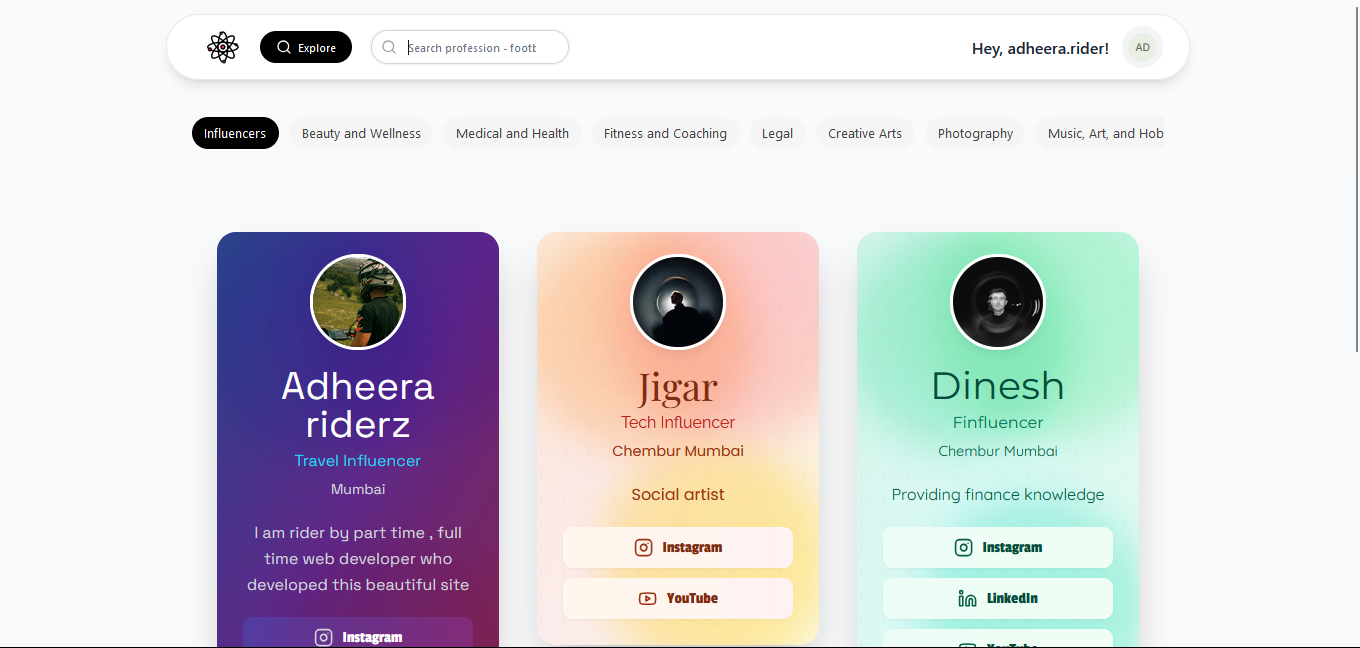 Explore
Search profession - footb
Hey, adheera.rider!
AD
Influencers
Beauty and Wellness
Medical and Health
Fitness and Coaching
Legal
Creative Arts
Photography
Music, Art, and Hob
Adheera
riderz
Travel Influencer
Mumbai
I am rider by part time , full
time web developer who
developed this beautiful site
Instagram
Jigar
Tech Influencer
Chembur Mumbai
Social artist
Instagram
YouTube
Dinesh
Finfluencer
Chembur Mumbai
Providing finance knowledge
Instagram
LinkedIn
YouTube